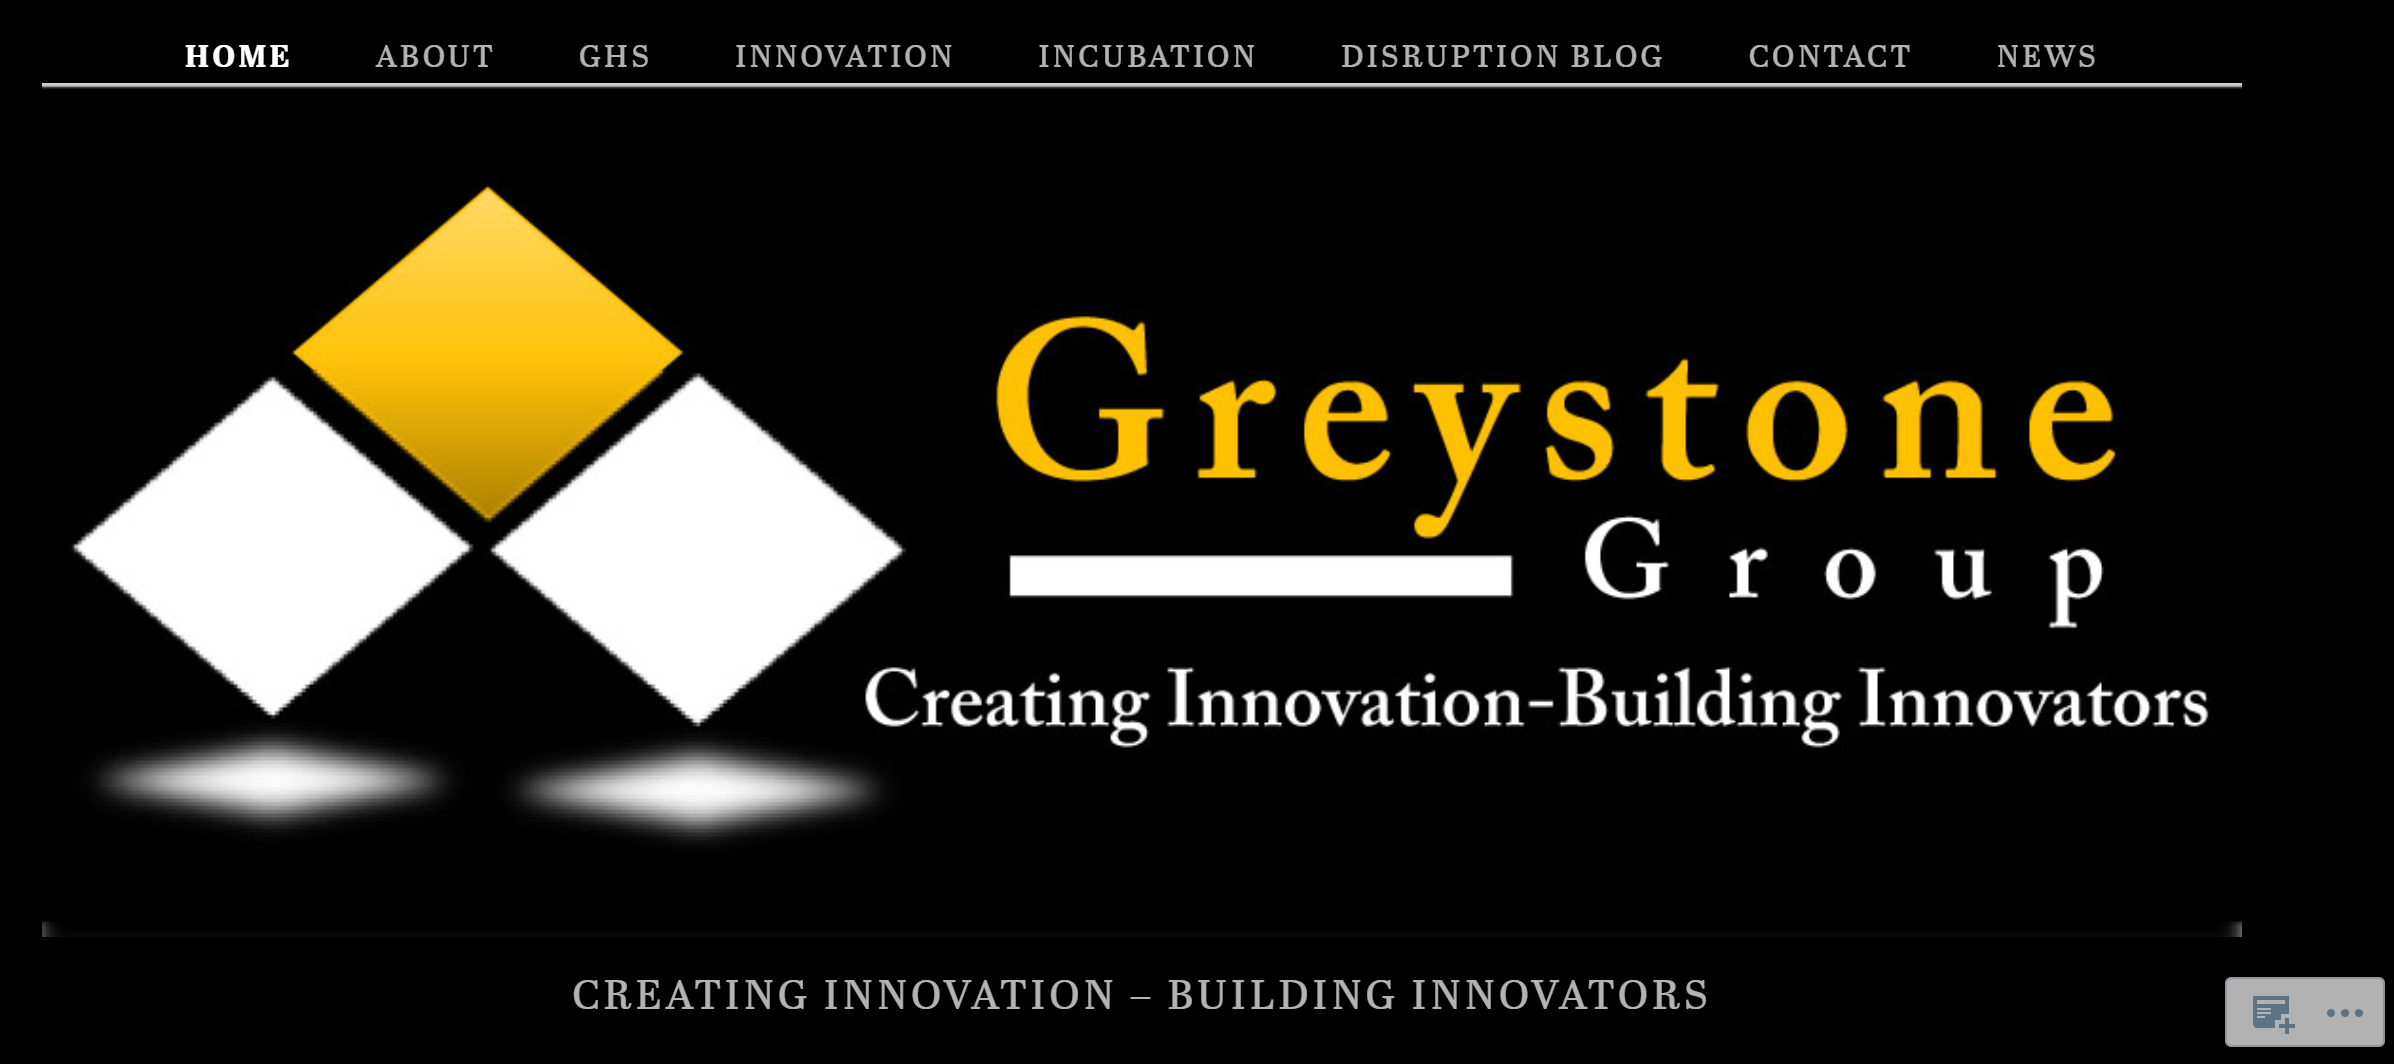 HOME ABOUT GHS INNOVATION INCUBATION DISRUPTION BLOG CONTACT NEWS
Greystone
Group
Creating Innovation-Building Innovators
CREATING INNOVATION – BUILDING INNOVATORS